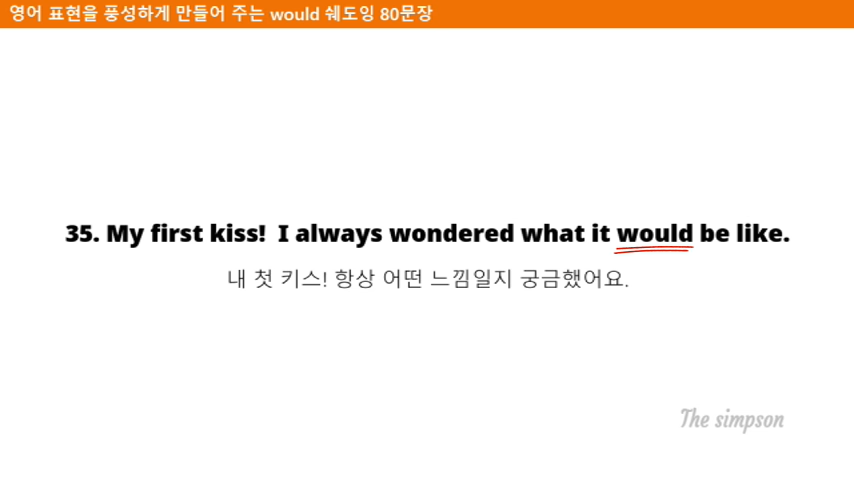 영어 표현을 풍성하게 만들어 주는 would 쉐도잉 80문장
35. My first kiss!  I always wondered what it would be like.
내 첫 키스! 항상 어떤 느낌일지 궁금했어요.
The simpson